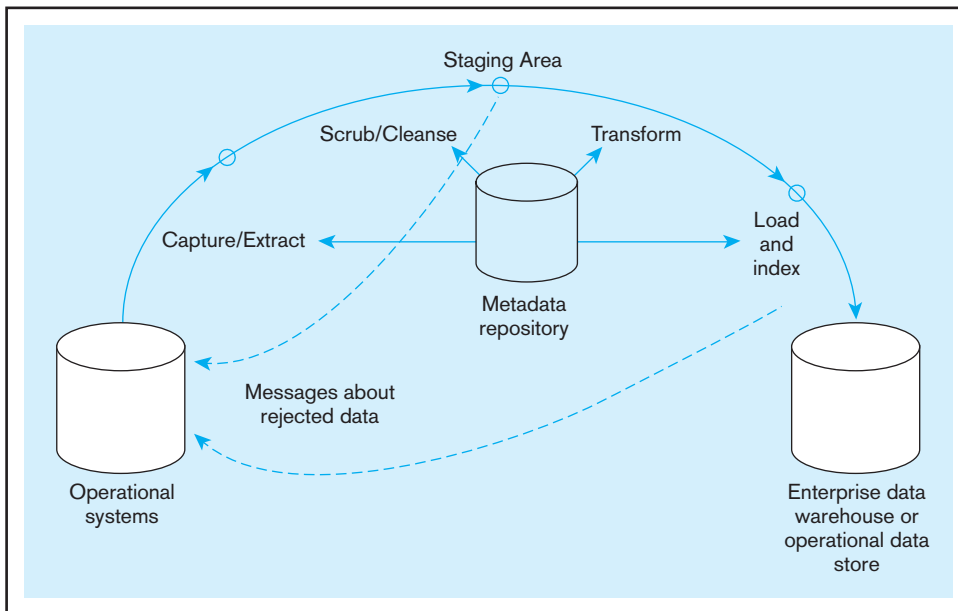 Staging Area
Scrub/Cleanse
Transform
Capture/Extract
Load
and
index
Metadata
repository
Messages about
rejected data
Operational
systems
Enterprise data
warehouse or
operational data
store